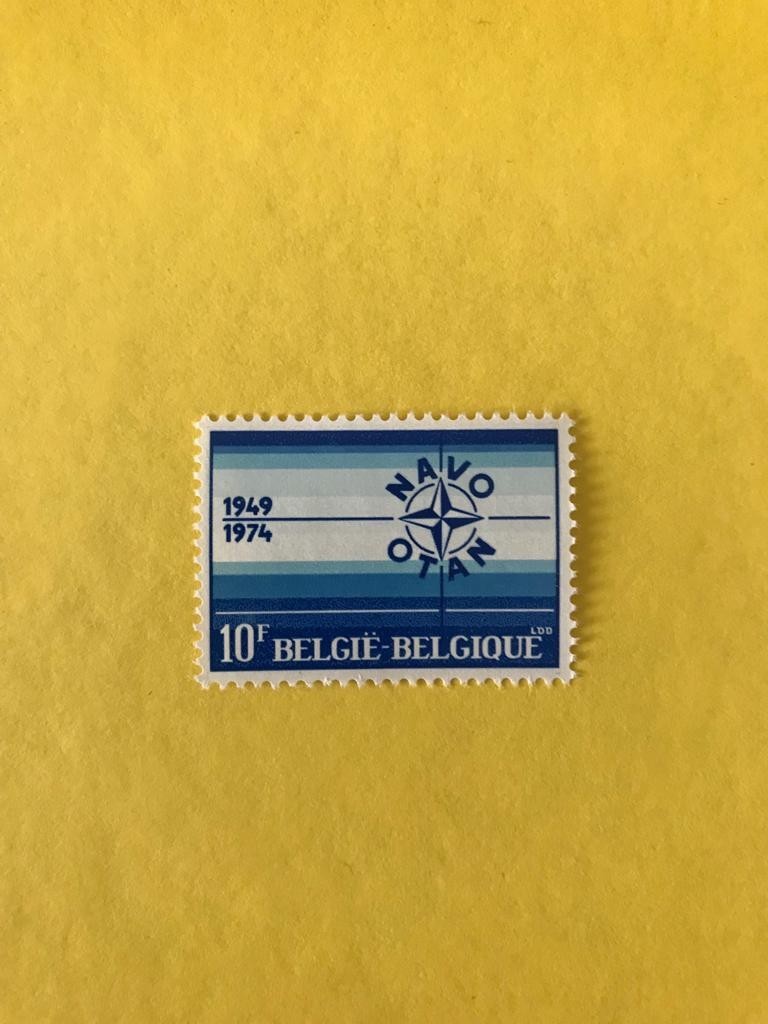 1949
1974
NAVO
OTAN
10F BELGIË-BELGIQUE
LDD